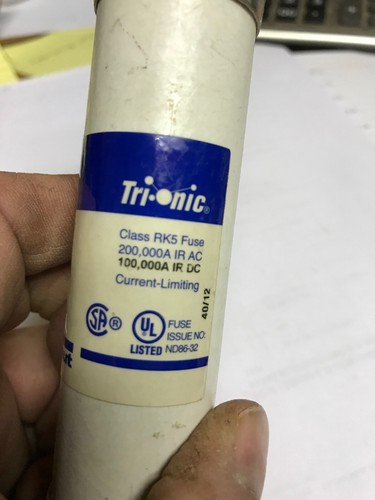 Tri-onic®
Class RK5 Fuse
200,000A IR AC
100,000A IR DC
Current-Limiting
40/12
SA ®
UL
LISTED
FUSE
ISSUE NO:
ND86-32